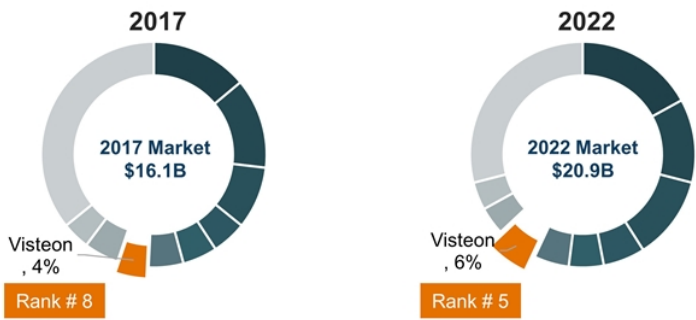 2017
2017 Market
$16.1B
Visteon
, 4%
Rank # 8
2022
2022 Market
$20.9B
Visteon
, 6%
Rank # 5